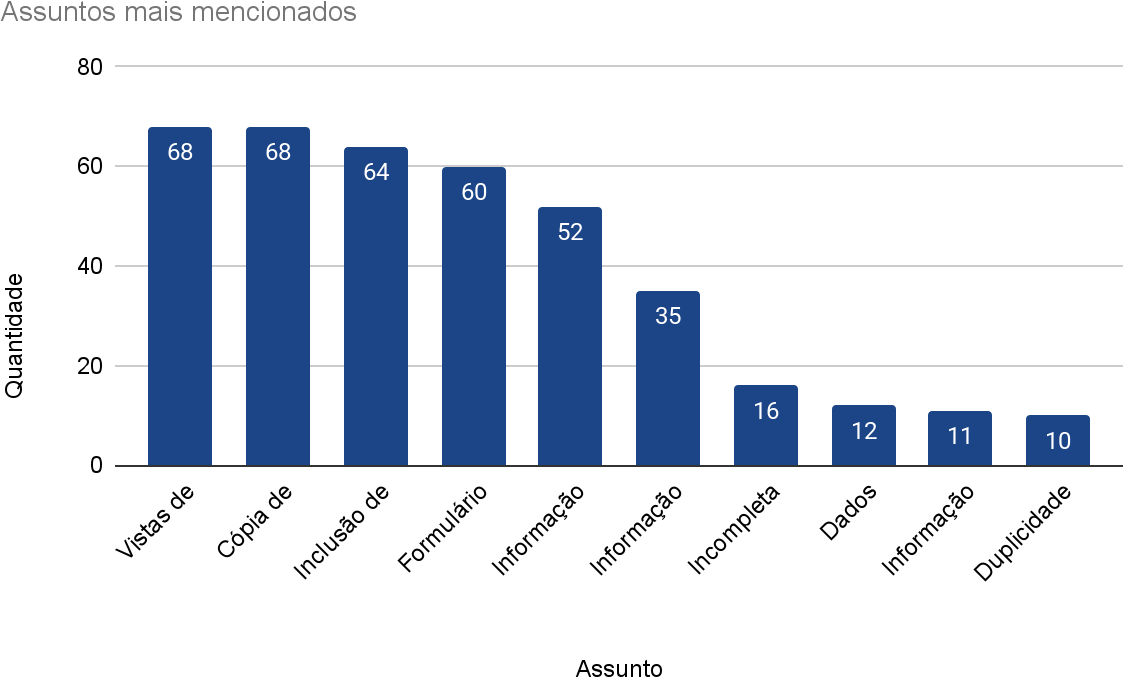 Assuntos mais mencionados
80
60
40
20
0
Quantidade
68
68
64
60
52
35
16
12
11
10
Vistas de
Cópia de
Inclusão de
Formulário
Informação
Informação
Incompleta
Dados
Informação
Duplicidade
Assunto